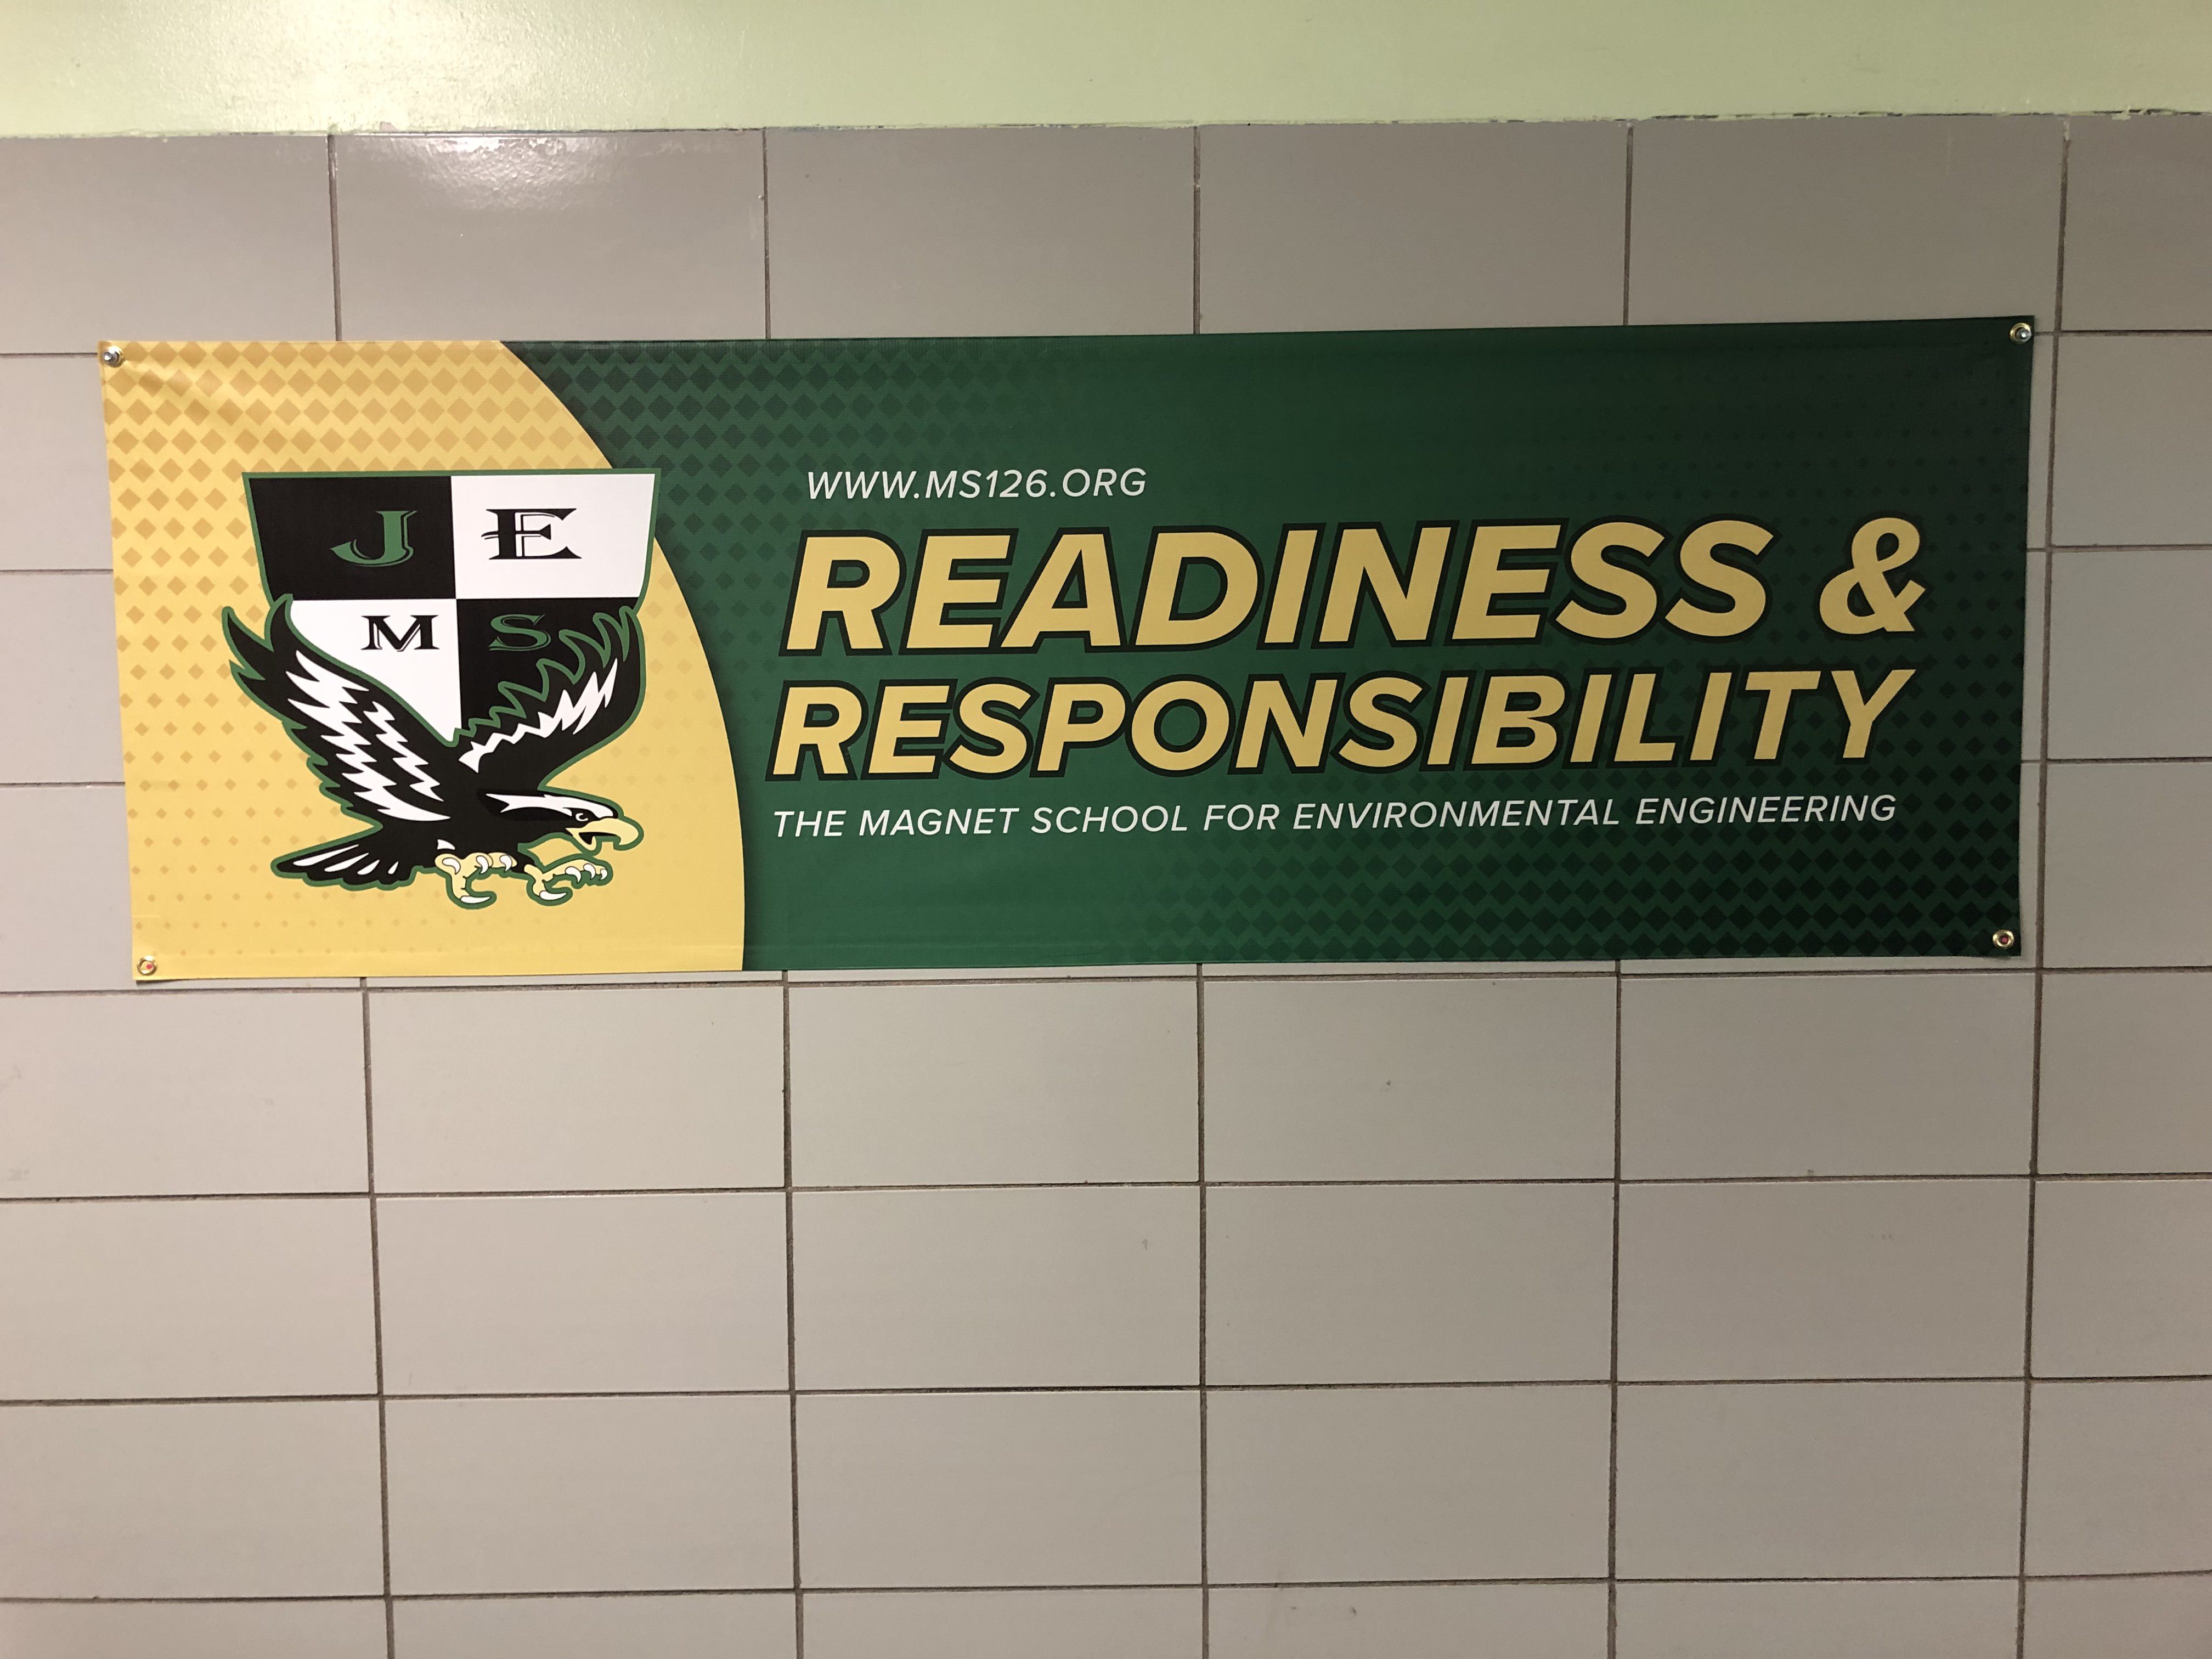 J E
M S
WWW.MS126.ORG
READINESS &
RESPONSIBILITY
THE MAGNET SCHOOL FOR ENVIRONMENTAL ENGINEERING